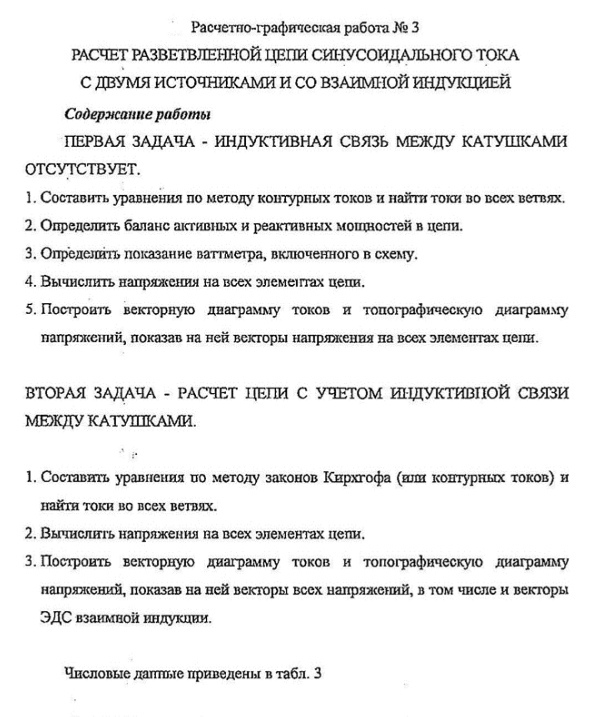 Расчетно-графическая работа № 3
РАСЧЕТ РАЗВЕТВЛЕННОЙ ЦЕПИ СИНУСОИДАЛЬНОГО ТОКА
С ДВУМЯ ИСТОЧНИКАМИ И СО ВЗАИМНОЙ ИНДУКЦИЕЙ
Содержание работы
ПЕРВАЯ ЗАДАЧА - ИНДУКТИВНАЯ СВЯЗЬ МЕЖДУ КАТУШКАМИ
ОТСУТСТВУЕТ.
1. Составить уравнения по методу контурных токов и найти токи во всех ветвях.
2. Определить баланс активных и реактивных мощностей в цепи.
3. Определить показание ваттметра, включенного в схему.
4. Вычислить напряжения на всех элементах цепи.
5. Построить векторную диаграмму токов и топографическую диаграмму
напряжений, показав на ней векторы напряжения на всех элементах цепи.
ВТОРАЯ ЗАДАЧА - РАСЧЕТ ЦЕПИ С УЧЕТОМ ИНДУКТИВНОЙ СВЯЗИ
МЕЖДУ КАТУШКАМИ.
1. Составить уравнения по методу законов Кирхгофа (или контурных токов) и
найти токи во всех ветвях.
2. Вычислить напряжения на всех элементах цепи.
3. Построить векторную диаграмму токов и топографическую диаграмму
напряжений, показав на ней векторы всех напряжений, в том числе и векторы
ЭДС взаимной индукции.
Числовые данные приведены в табл. 3